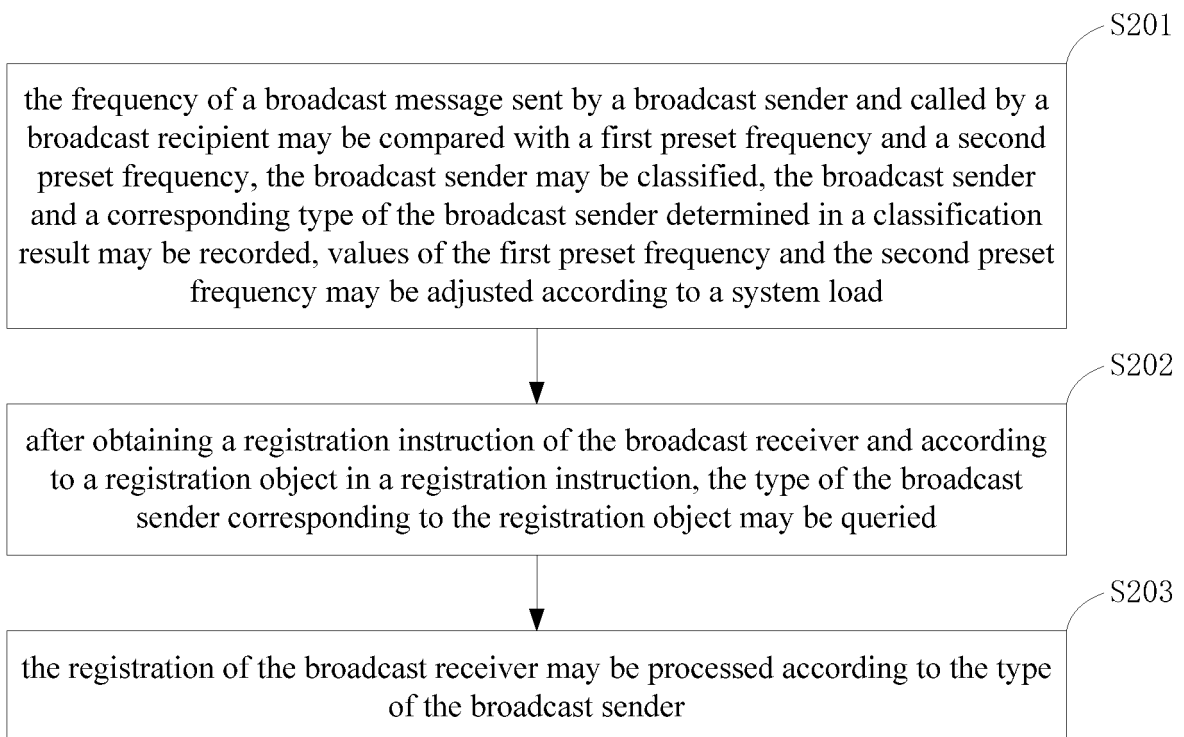 S201
the frequency of a broadcast message sent by a broadcast sender and called by a
broadcast recipient may be compared with a first preset frequency and a second
preset frequency, the broadcast sender may be classified, the broadcast sender
and a corresponding type of the broadcast sender determined in a classification
result may be recorded, values of the first preset frequency and the second preset
frequency may be adjusted according to a system load
S202
after obtaining a registration instruction of the broadcast receiver and according
to a registration object in a registration instruction, the type of the broadcast
sender corresponding to the registration object may be queried
S203
the registration of the broadcast receiver may be processed according to the type
of the broadcast sender